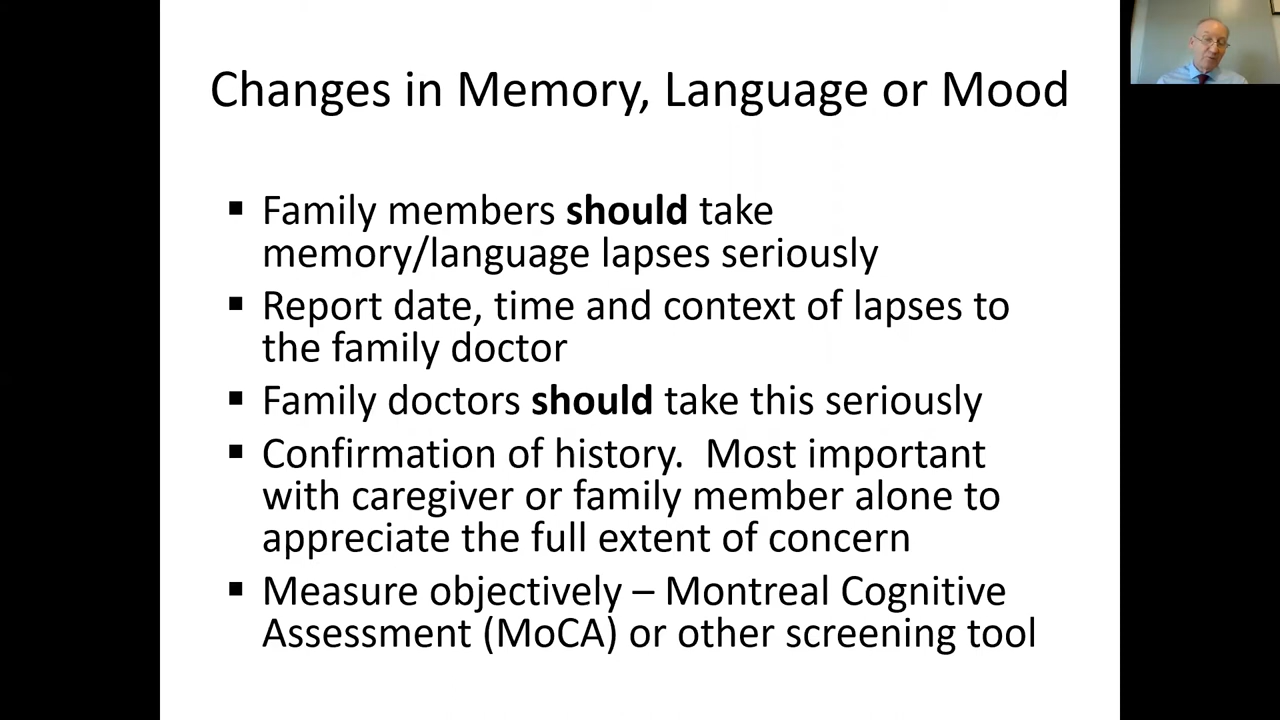 Changes in Memory, Language or Mood
▪ Family members should take
memory/language lapses seriously
▪ Report date, time and context of lapses to
the family doctor
▪ Family doctors should take this seriously
▪ Confirmation of history.  Most important
with caregiver or family member alone to
appreciate the full extent of concern
▪ Measure objectively – Montreal Cognitive
Assessment (MoCA) or other screening tool